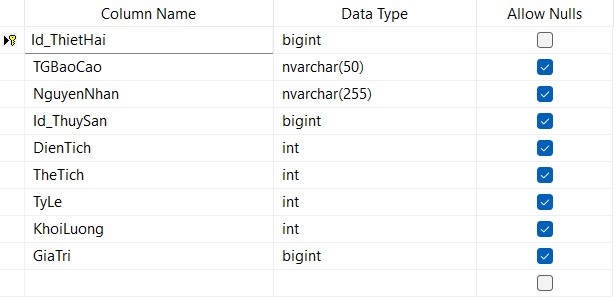 Column Name Data Type Allow Nulls
Id_ThietHai bigint
TGBaoCao nvarchar(50)
NguyenNhan nvarchar(255)
Id_ThuySan bigint
DienTich int
TheTich int
TyLe int
KhoiLuong int
GiaTri bigint